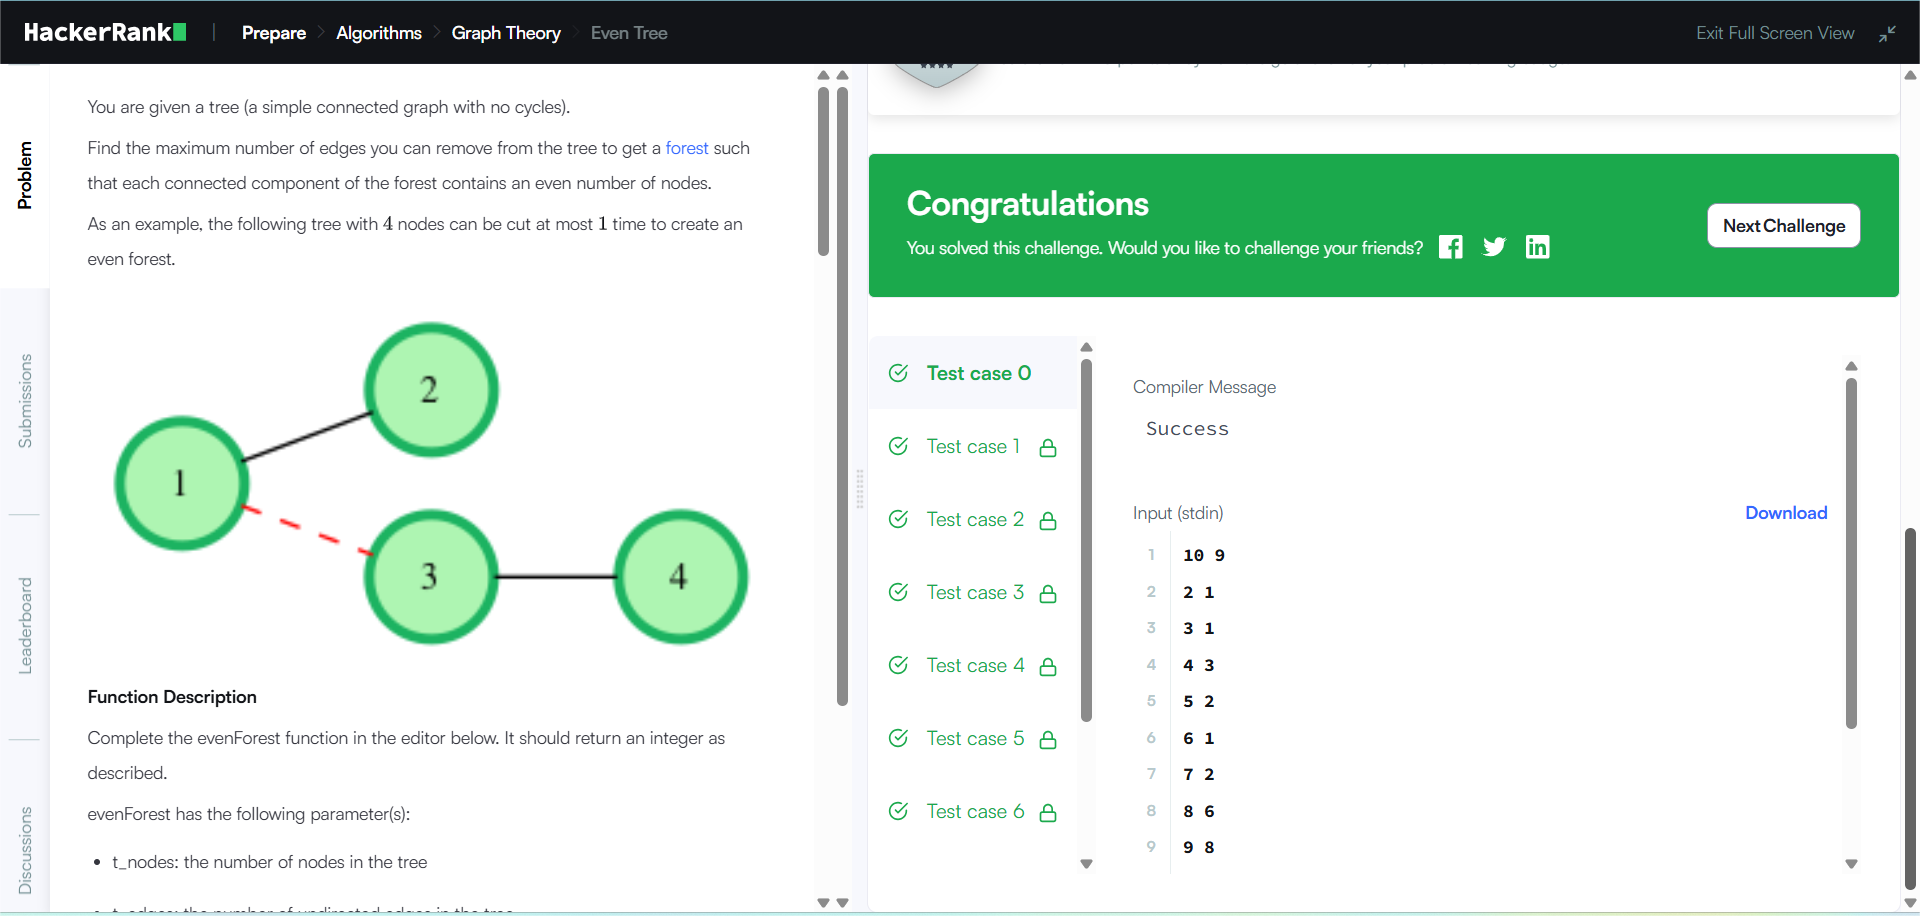 HackerRank | Prepare > Algorithms > Graph Theory > Even Tree
Exit Full Screen View
Problem
Submissions
Leaderboard
Discussions
You are given a tree (a simple connected graph with no cycles).
Find the maximum number of edges you can remove from the tree to get a forest such
that each connected component of the forest contains an even number of nodes.
As an example, the following tree with 4 nodes can be cut at most 1 time to create an
even forest.
2
1
3
4
Function Description
Complete the evenForest function in the editor below. It should return an integer as
described.
evenForest has the following parameter(s):
• t_nodes: the number of nodes in the tree
Congratulations
You solved this challenge. Would you like to challenge your friends?
Next Challenge
Test case 0
Test case 1
Test case 2
Test case 3
Test case 4
Test case 5
Test case 6
Compiler Message
Success
Input (stdin)
Download
1 10 9
2 2 1
3 3 1
4 4 3
5 5 2
6 6 1
7 7 2
8 8 6
9 9 8